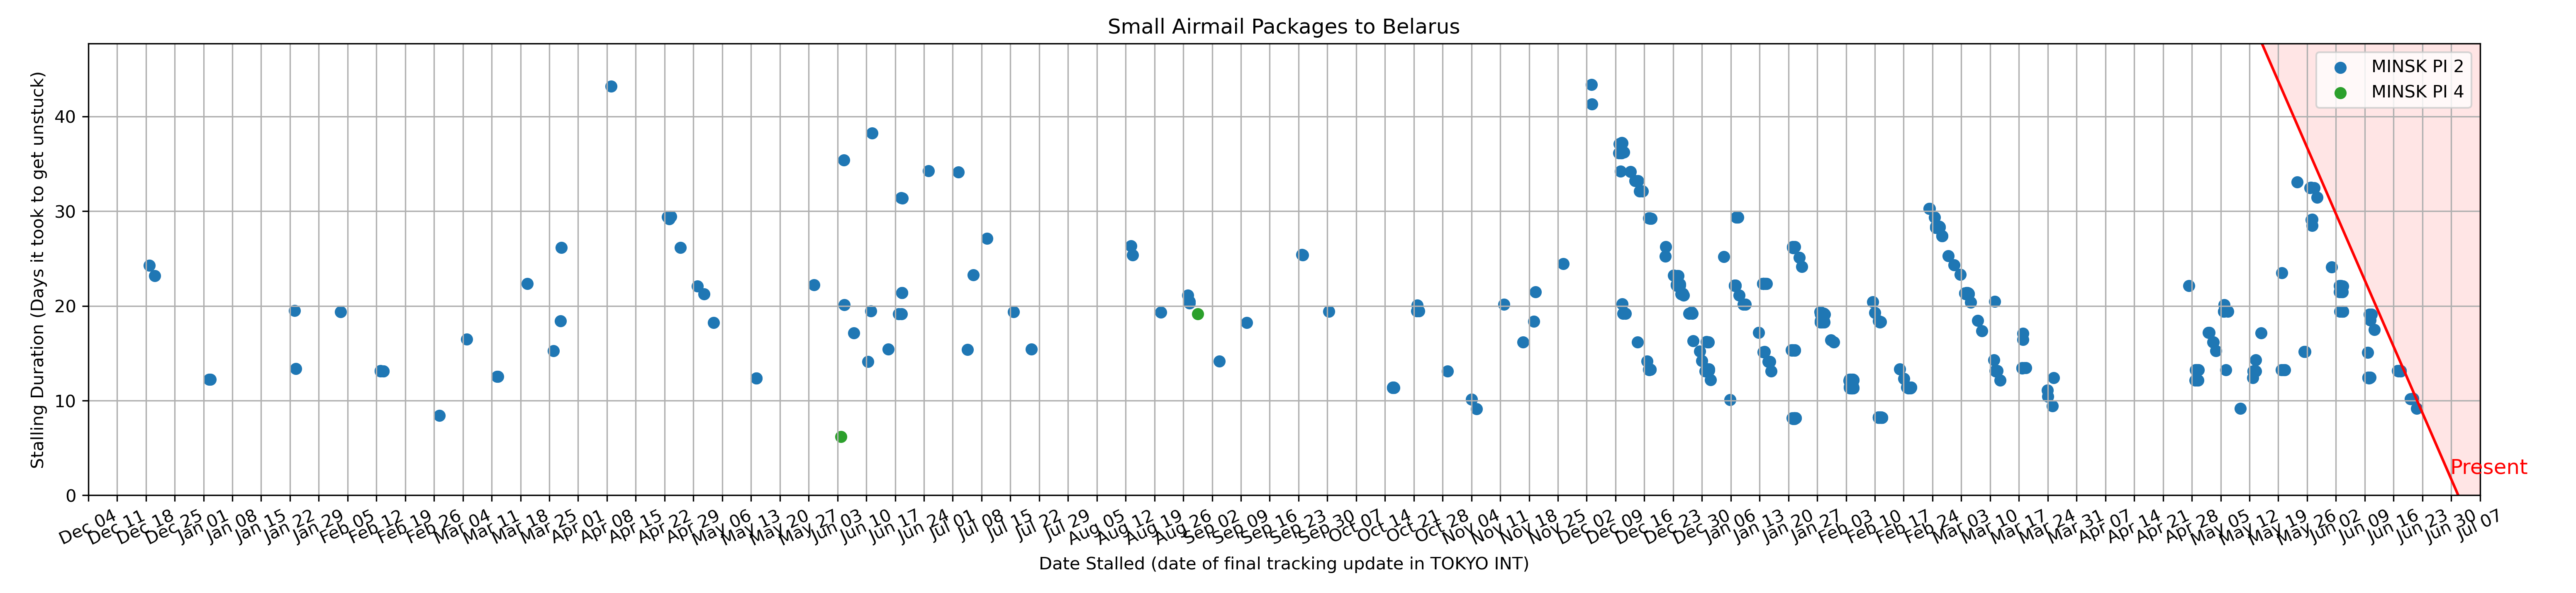 Small Airmail Packages to Belarus
MINSK PI 2
MINSK PI 4
Stalling Duration (Days it took to get unstuck)
40
30
20
10
0
Present
Dec 04
Dec 11
Dec 18
Dec 25
Jan 01
Jan 08
Jan 15
Jan 22
Jan 29
Feb 05
Feb 12
Feb 19
Feb 26
Mar 04
Mar 11
Mar 18
Mar 25
Apr 01
Apr 08
Apr 15
Apr 22
Apr 29
May 06
May 13
May 20
May 27
Jun 03
Jun 10
Jun 17
Jun 24
Jul 01
Jul 08
Jul 15
Jul 22
Jul 29
Aug 05
Aug 12
Aug 19
Aug 26
Sep 02
Sep 09
Sep 16
Sep 23
Sep 30
Oct 07
Oct 14
Oct 21
Oct 28
Nov 04
Nov 11
Nov 18
Nov 25
Dec 02
Dec 09
Dec 16
Dec 23
Dec 30
Jan 06
Jan 13
Jan 20
Jan 27
Feb 03
Feb 10
Feb 17
Feb 24
Mar 03
Mar 10
Mar 17
Mar 24
Mar 31
Apr 07
Apr 14
Apr 21
Apr 28
May 05
May 12
May 19
May 26
Jun 02
Jun 09
Jun 16
Jun 23
Jun 30
Jul 07
Date Stalled (date of final tracking update in TOKYO INT)